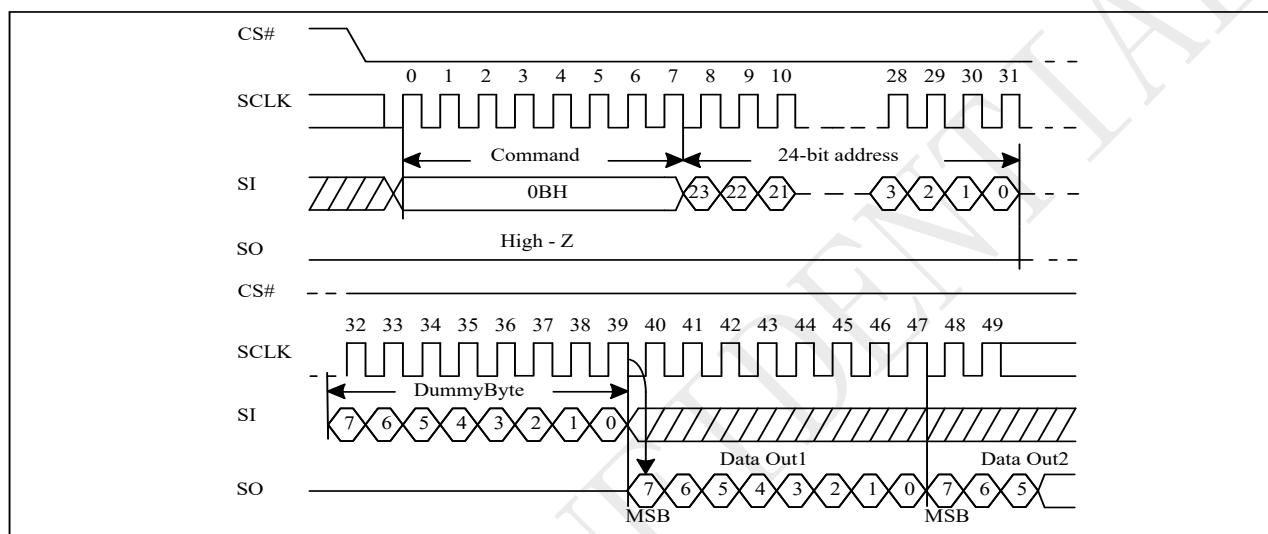 CS#
0 1 2 3 4 5 6 7 8 9 10 28 29 30 31
SCLK
Command 24-bit address
SI 0BH 23 22 21 3 2 1 0
SO High - Z
CS#
32 33 34 35 36 37 38 39 40 41 42 43 44 45 46 47 48 49
SCLK
DummyByte
SI 7 6 5 4 3 2 1 0
Data Out1 Data Out2
SO 7 6 5 4 3 2 1 0 7 6 5
MSB MSB